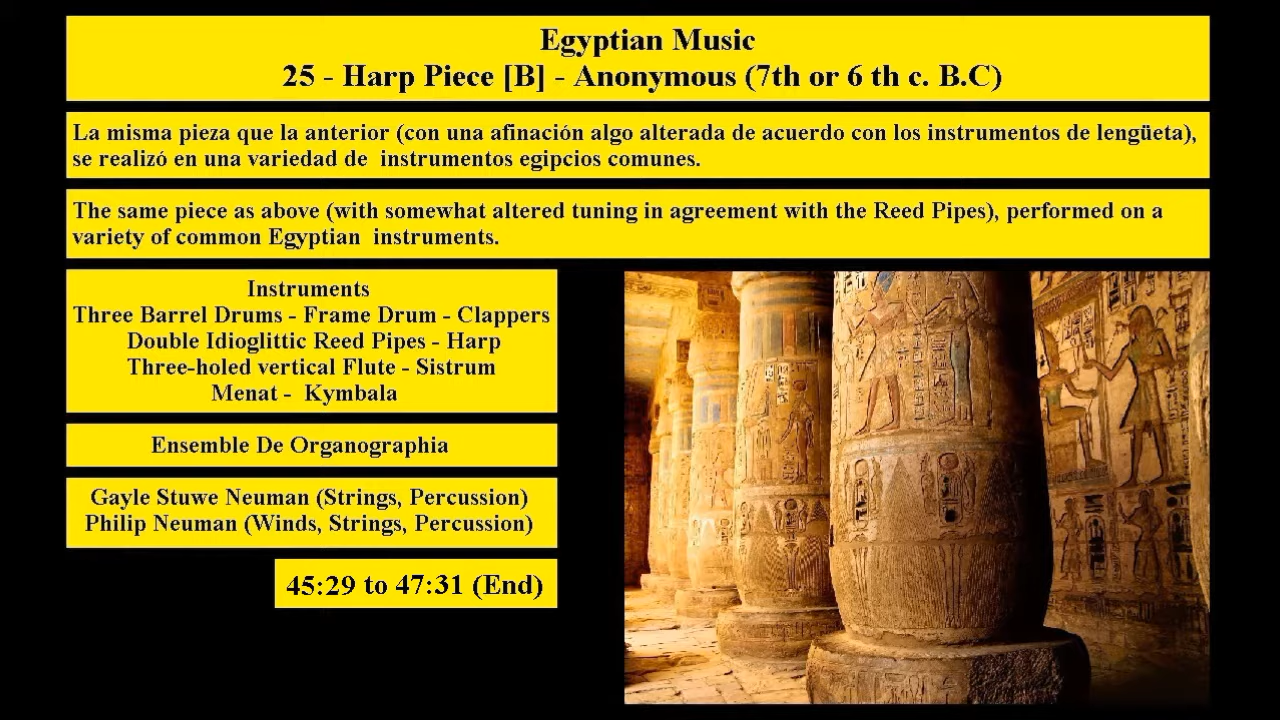 Egyptian Music
25 - Harp Piece [B] - Anonymous (7th or 6 th c. B.C)
La misma pieza que la anterior (con una afinación algo alterada de acuerdo con los instrumentos de lengüeta),
se realizó en una variedad de  instrumentos egipcios comunes.
The same piece as above (with somewhat altered tuning in agreement with the Reed Pipes), performed on a
variety of common Egyptian  instruments.
Instruments
Three Barrel Drums - Frame Drum - Clappers
Double Idioglittic Reed Pipes - Harp
Three-holed vertical Flute - Sistrum
Menat -  Kymbala
Ensemble De Organographia
Gayle Stuwe Neuman (Strings, Percussion)
Philip Neuman (Winds, Strings, Percussion)
45:29 to 47:31 (End)